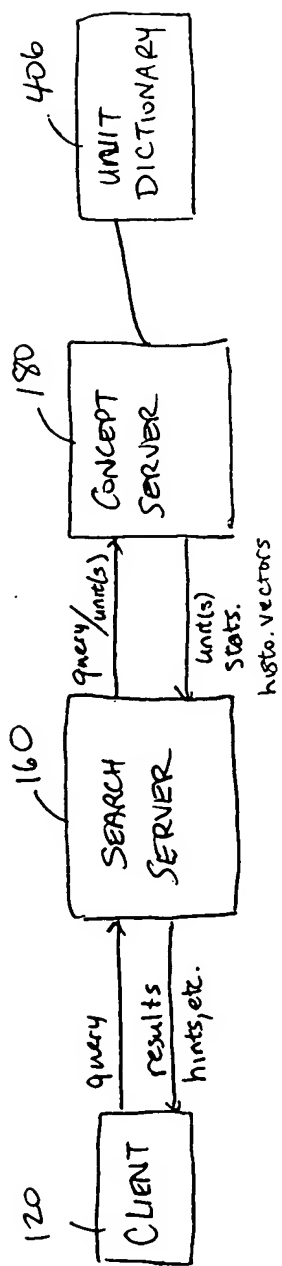 120
CLIENT
query
results
hints, etc.
160
SEARCH
SERVER
query
/unit(s)
unit(s)
stats.
histo. vectors
180
CONCEPT
SERVER
406
UNIT
DICTIONARY